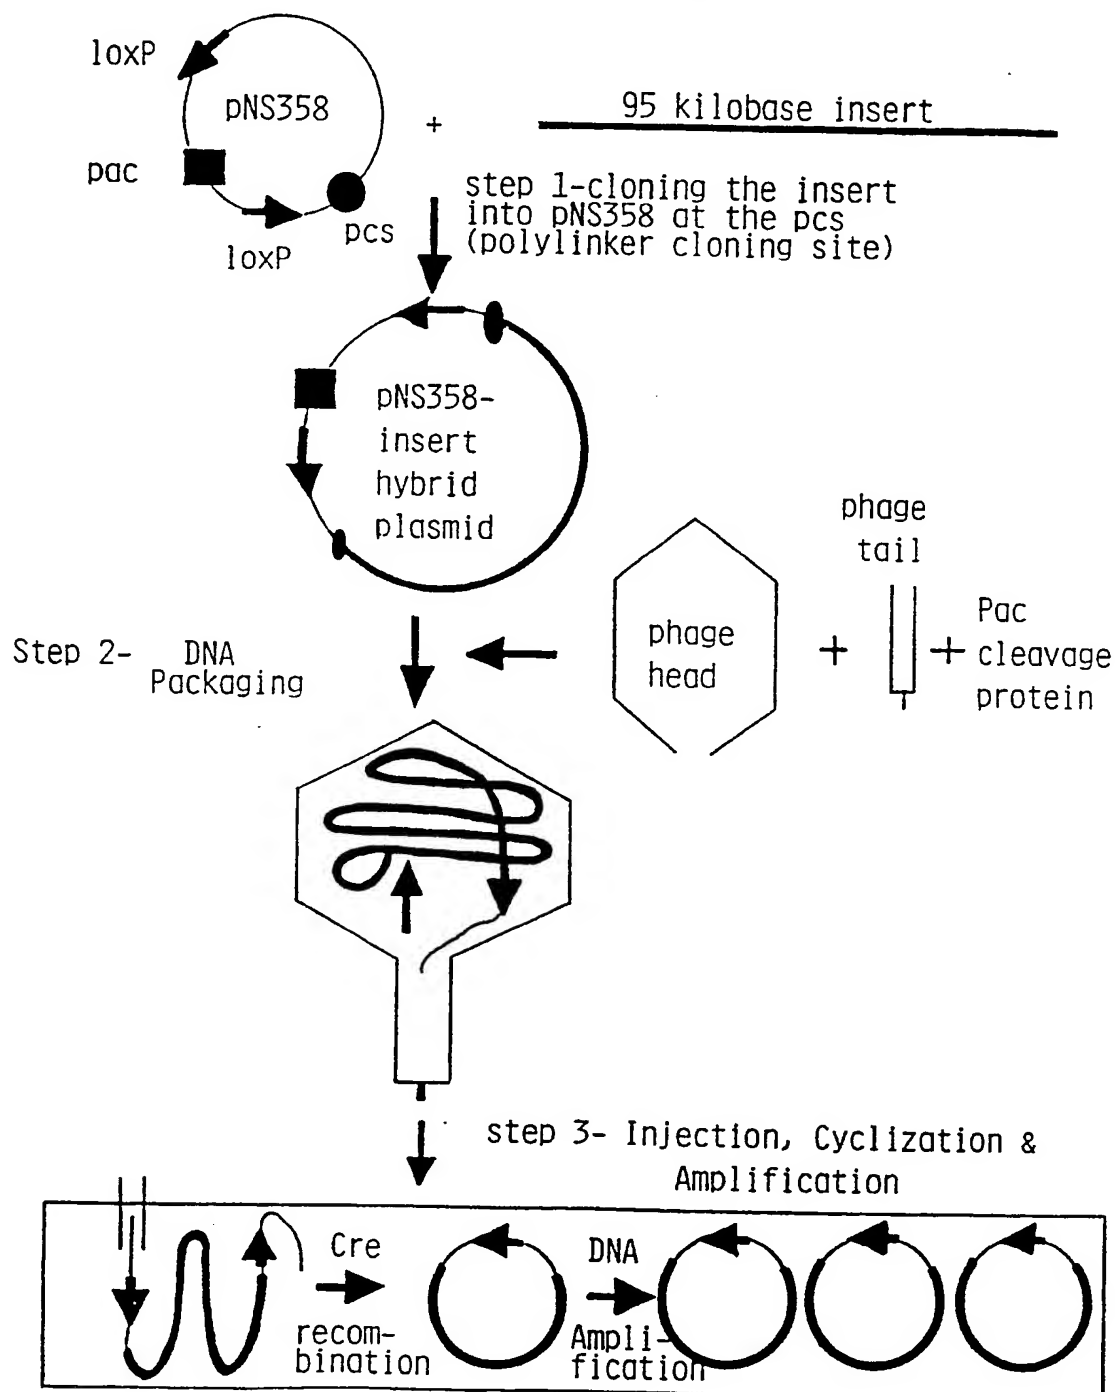 loxP
pNS358
+
95 kilobase insert
pac
loxP
pcs
step 1-cloning the insert
into pNS358 at the pcs
(polylinker cloning site)
pNS358-
insert
hybrid
plasmid
phage
tail
phage
head
+
+
Pac
cleavage
protein
Step 2- DNA
Packaging
step 3- Injection, Cyclization &
Amplification
Cre
recom-
bination
DNA
Ampli-
fication